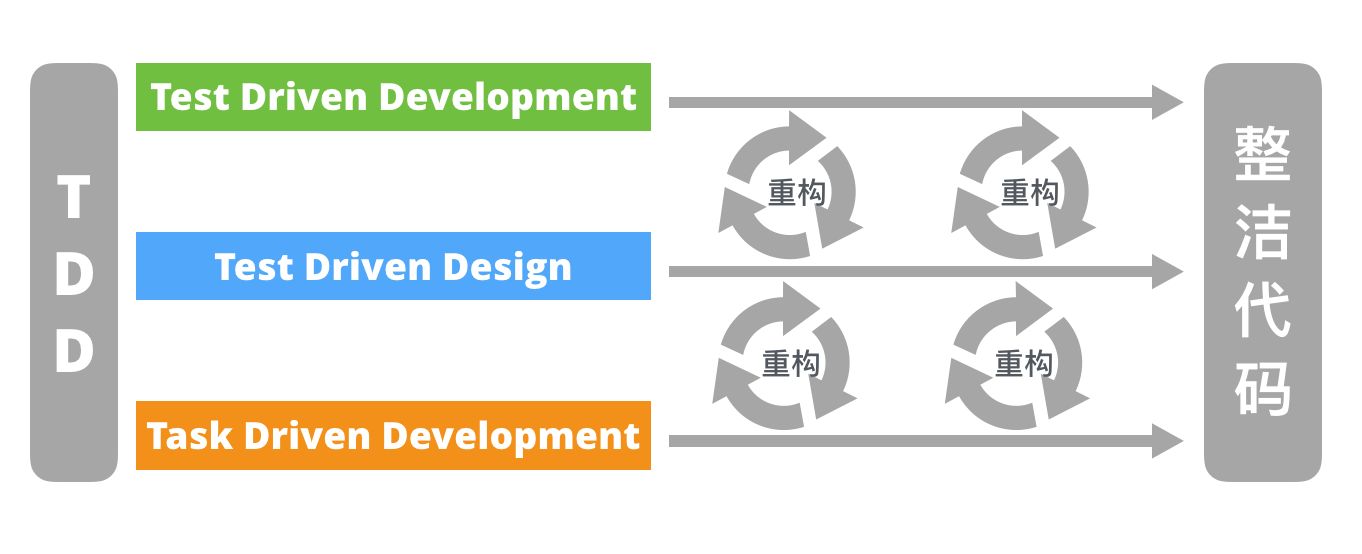 TDD
Test Driven Development
重构
重构
Test Driven Design
重构
重构
Task Driven Development
整洁代码